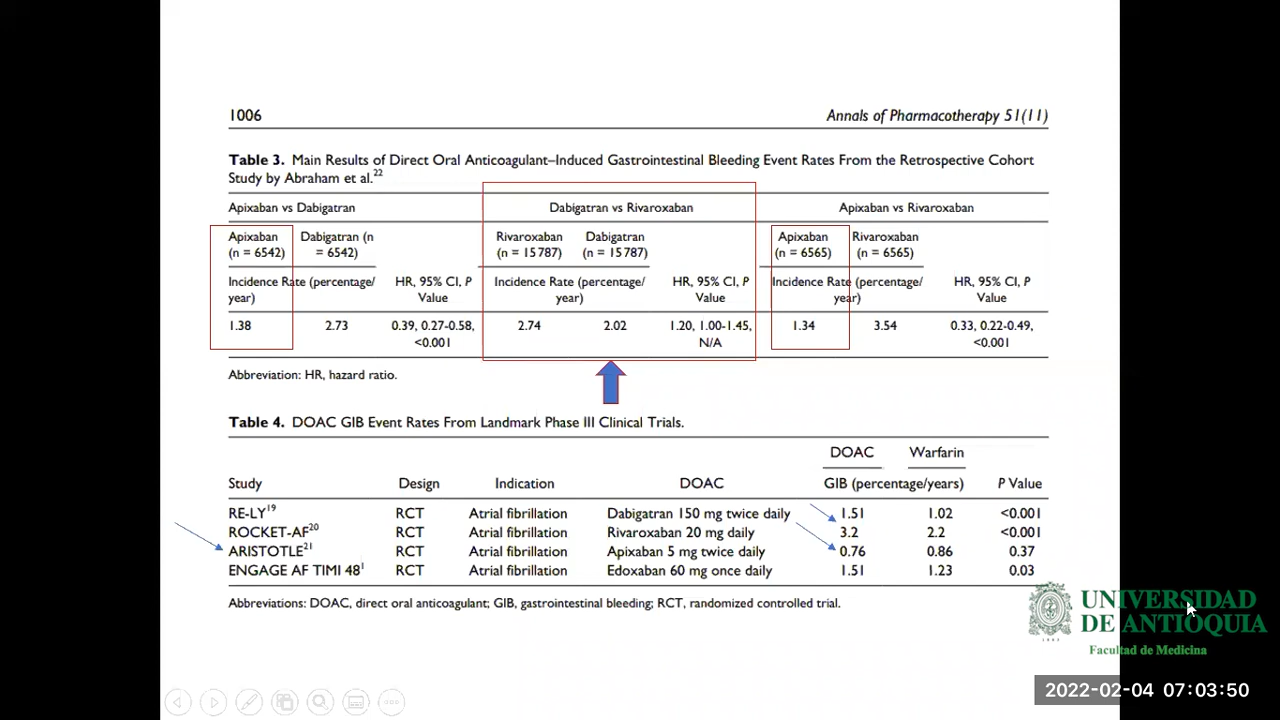 1006
Annals of Pharmacotherapy 51(11)
Table 3. Main Results of Direct Oral Anticoagulant–Induced Gastrointestinal Bleeding Event Rates From the Retrospective Cohort
Study by Abraham et al.22
Apixaban vs Dabigatran Dabigatran vs Rivaroxaban Apixaban vs Rivaroxaban
Apixaban Dabigatran (n Rivaroxaban Dabigatran Apixaban Rivaroxaban
(n = 6542) = 6542) (n = 15 787) (n = 15 787) (n = 6565) (n = 6565)
Incidence Rate (percentage/ HR, 95% CI, P Incidence Rate (percentage/ HR, 95% CI, P Incidence Rate (percentage/ HR, 95% CI, P
year) Value year) Value year) Value
1.38 2.73 0.39, 0.27-0.58, 2.74 2.02 1.20, 1.00-1.45, 1.34 3.54 0.33, 0.22-0.49,
<0.001 N/A <0.001
Abbreviation: HR, hazard ratio.
Table 4. DOAC GIB Event Rates From Landmark Phase III Clinical Trials.
DOAC Warfarin
Study Design Indication DOAC GIB (percentage/years) P Value
RE-LY19 RCT Atrial fibrillation Dabigatran 150 mg twice daily 1.51 1.02 <0.001
ROCKET-AF20 RCT Atrial fibrillation Rivaroxaban 20 mg daily 3.2 2.2 <0.001
ARISTOTLE21 RCT Atrial fibrillation Apixaban 5 mg twice daily 0.76 0.86 0.37
ENGAGE AF TIMI 481 RCT Atrial fibrillation Edoxaban 60 mg once daily 1.51 1.23 0.03
Abbreviations: DOAC, direct oral anticoagulant; GIB, gastrointestinal bleeding; RCT, randomized controlled trial.
UNIVERSIDAD
DE ANTIOQUIA
Facultad de Medicina
2022-02-04 07:03:50